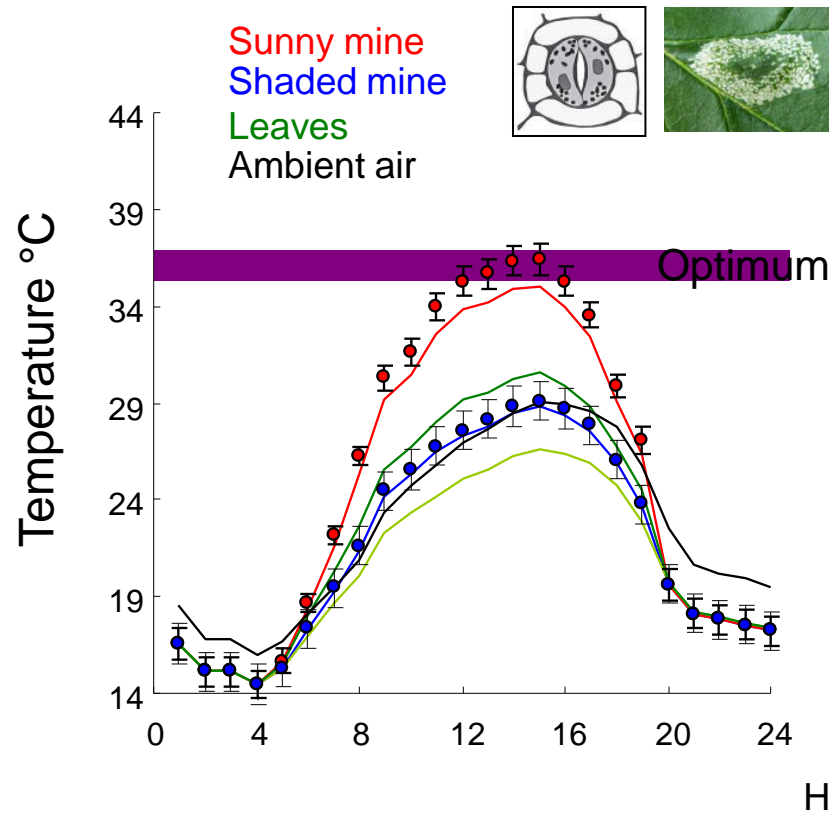 Sunny mine
Shaded mine
Leaves
Ambient air
Temperature °C
44
39
34
29
24
19
14
Optimum
0 4 8 12 16 20 24
H